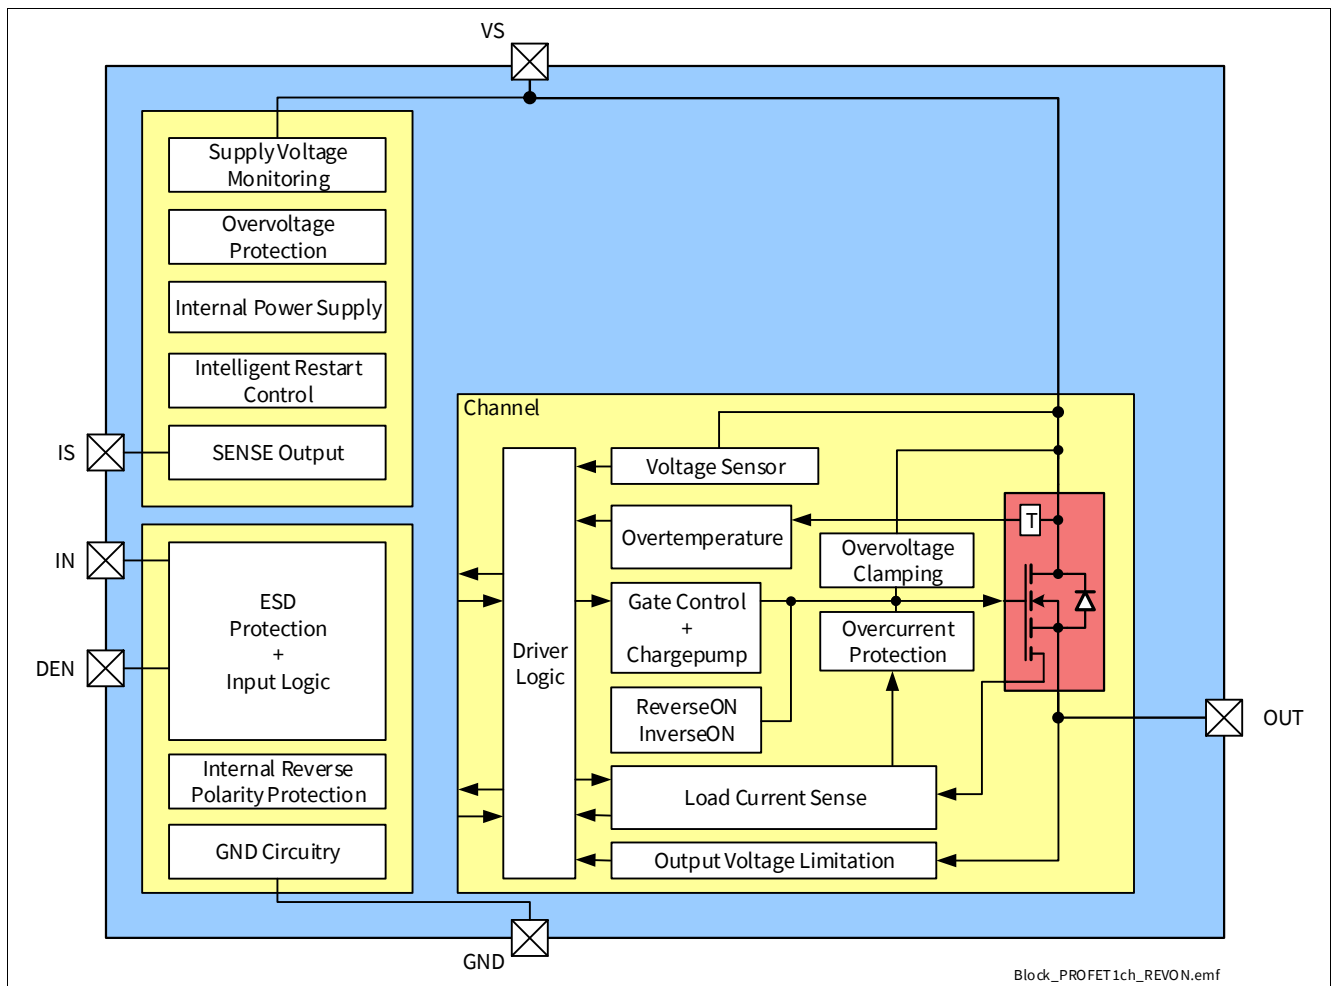 VS
Supply Voltage
Monitoring
Overvoltage
Protection
Internal Power Supply
Intelligent Restart
Control
IS
SENSE Output
IN
DEN
ESD
Protection
+
Input Logic
Internal Reverse
Polarity Protection
GND Circuitry
GND
Channel
Driver
Logic
Voltage Sensor
Overtemperature
T
Overvoltage
Clamping
Gate Control
+
Chargepump
Overcurrent
Protection
ReverseON
InverseON
Load Current Sense
Output Voltage Limitation
OUT
Block_PROFET1ch_REVON.emf